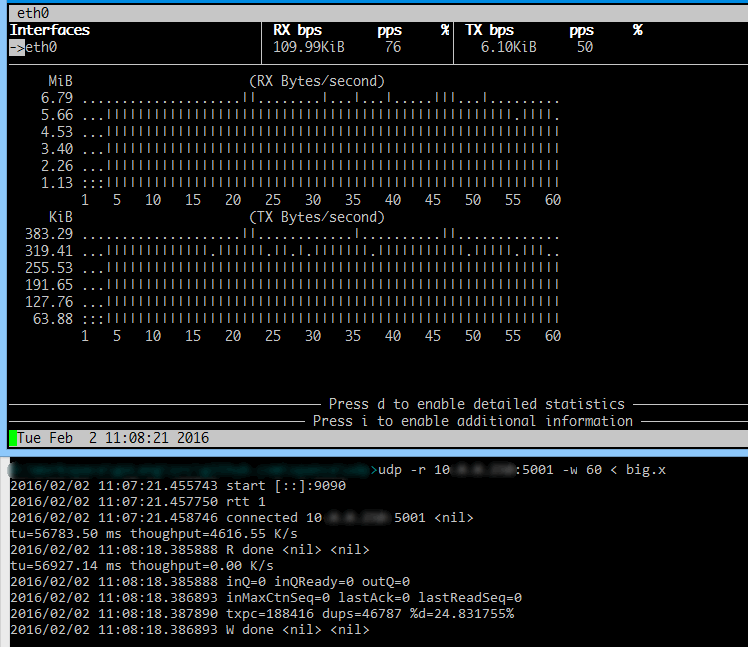 eth0
Interfaces RX bps pps % TX bps pps %
->eth0 109.99KiB 76 6.10KiB 50
MiB (RX Bytes/second)
6.79
5.66
4.53
3.40
2.26
1.13
1 5 10 15 20 25 30 35 40 45 50 55 60
KiB (TX Bytes/second)
383.29
319.41
255.53
191.65
127.76
63.88
1 5 10 15 20 25 30 35 40 45 50 55 60
Press d to enable detailed statistics
Press i to enable additional information
Tue Feb 2 11:08:21 2016
>udp -r 10 :5001 -w 60 < big.x
2016/02/02 11:07:21.455743 start [::]:9090
2016/02/02 11:07:21.457750 rtt 1
2016/02/02 11:07:21.458746 connected 10 5001 <nil>
tu=56783.50 ms thoughput=4616.55 K/s
2016/02/02 11:08:18.385888 R done <nil> <nil>
tu=56927.14 ms thoughput=0.00 K/s
2016/02/02 11:08:18.385888 inQ=0 inQReady=0 outQ=0
2016/02/02 11:08:18.386893 inMaxCtnSeq=0 lastAck=0 lastReadSeq=0
2016/02/02 11:08:18.387890 txpc=188416 dups=46787 %d=24.831755%
2016/02/02 11:08:18.386893 W done <nil> <nil>